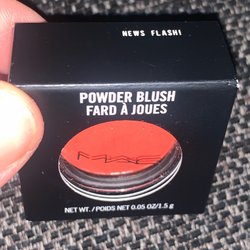 NEWS FLASH!
POWDER BLUSH
FARD À JOUES
MAC
NET WT./POIDS NET 0.05 OZ/1.5 g